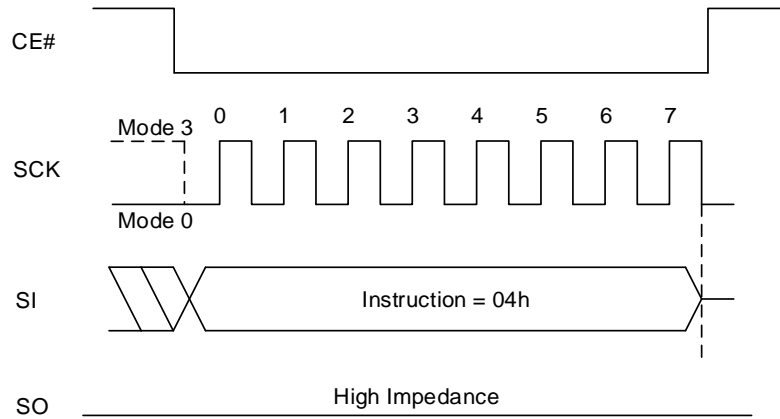 CE#
0 1 2 3 4 5 6 7
Mode 3
SCK
Mode 0
SI
Instruction = 04h
High Impedance
SO